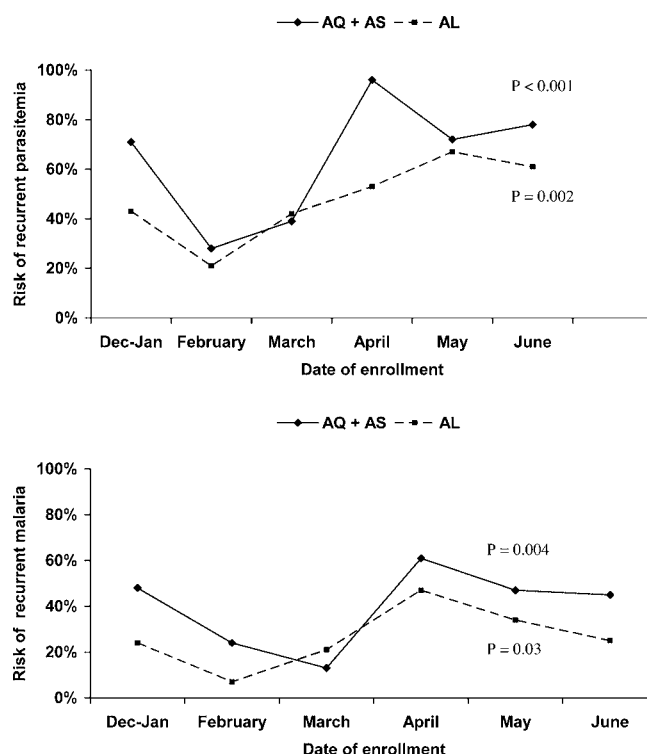 AQ + AS AL
100%
80%
60%
40%
20%
0%
Risk of recurrent parasitemia
P < 0.001
P = 0.002
Dec-Jan February March April May June
Date of enrollment
AQ + AS AL
100%
80%
60%
40%
20%
0%
Risk of recurrent malaria
P = 0.004
P = 0.03
Dec-Jan February March April May June
Date of enrollment